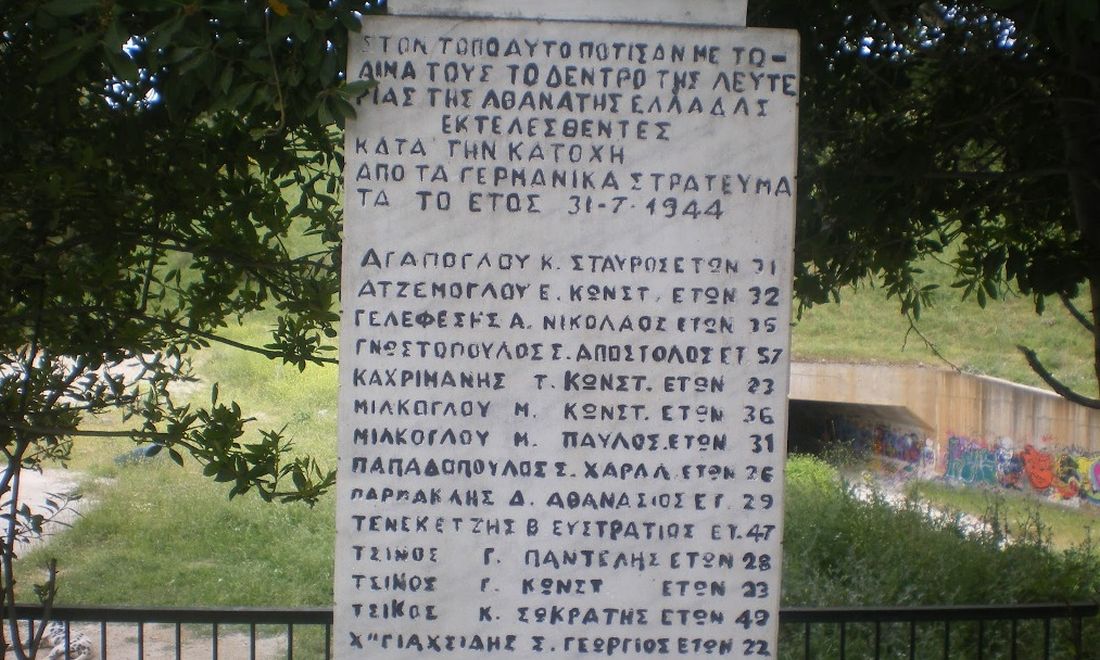 ΣΤΟΝ ΤΟΠΟ ΑΥΤΟ ΠΟΤΙΣΑΝ ΜΕ ΤΟ-
ΑΙΜΑ ΤΟΥΣ ΤΟ ΔΕΝΤΡΟ ΤΗΣ ΛΕΥΤΕ
ΡΙΑΣ ΤΗΣ ΑΘΑΝΑΤΗΣ ΕΛΛΑΔΑΣ
ΕΚΤΕΛΕΣΘΕΝΤΕΣ
ΚΑΤΑ ΤΗΝ ΚΑΤΟΧΗ
ΑΠΟ ΤΑ ΓΕΡΜΑΝΙΚΑ ΣΤΡΑΤΕΥΜΑ
ΤΑ ΤΟ ΕΤΟΣ 31-7-1944
ΑΓΑΠΟΓΛΟΥ Κ. ΣΤΑΥΡΟΣ ΕΤΩΝ
ΑΤΖΕΜΟΓΛΟΥ Ε. ΚΩΝΣΤ. ΕΤΩΝ 32
ΓΕΛΕΦΕΣΗΣ Α. ΝΙΚΟΛΑΟΣ ΕΤΩΝ 35
ΓΝΩΣΤΟΠΟΥΛΟΣ Σ. ΑΠΟΣΤΟΛΟΣ ΕΤ. 57
ΚΑΧΡΙΜΑΝΗΣ Τ. ΚΩΝΣΤ. ΕΤΩΝ 23
ΜΙΛΚΟΓΛΟΥ Μ. ΚΩΝΣΤ. ΕΤΩΝ 36
ΜΙΛΚΟΓΛΟΥ Μ. ΠΑΥΛΟΣ. ΕΤΩΝ 31
ΠΑΠΑΔΟΠΟΥΛΟΣ Σ. ΧΑΡΑΛ. ΕΤΩΝ 26
ΠΑΡΜΑΚΛΗΣ Δ. ΑΘΑΝΑΣΙΟΣ ΕΤ. 29
ΤΕΝΕΚΕΤΖΗΣ Β ΕΥΣΤΡΑΤΙΟΣ ΕΤ. 47
ΤΣΙΝΟΣ Γ. ΠΑΝΤΕΛΗΣ ΕΤΩΝ 28
ΤΣΙΝΟΣ Γ. ΚΩΝΣΤ ΕΤΩΝ 23
ΤΣΙΚΟΣ Κ. ΣΩΚΡΑΤΗΣ ΕΤΩΝ 49
Χ"ΓΙΑΧΣΙΔΗΣ Σ. ΓΕΩΡΓΙΟΣ ΕΤΩΝ 22